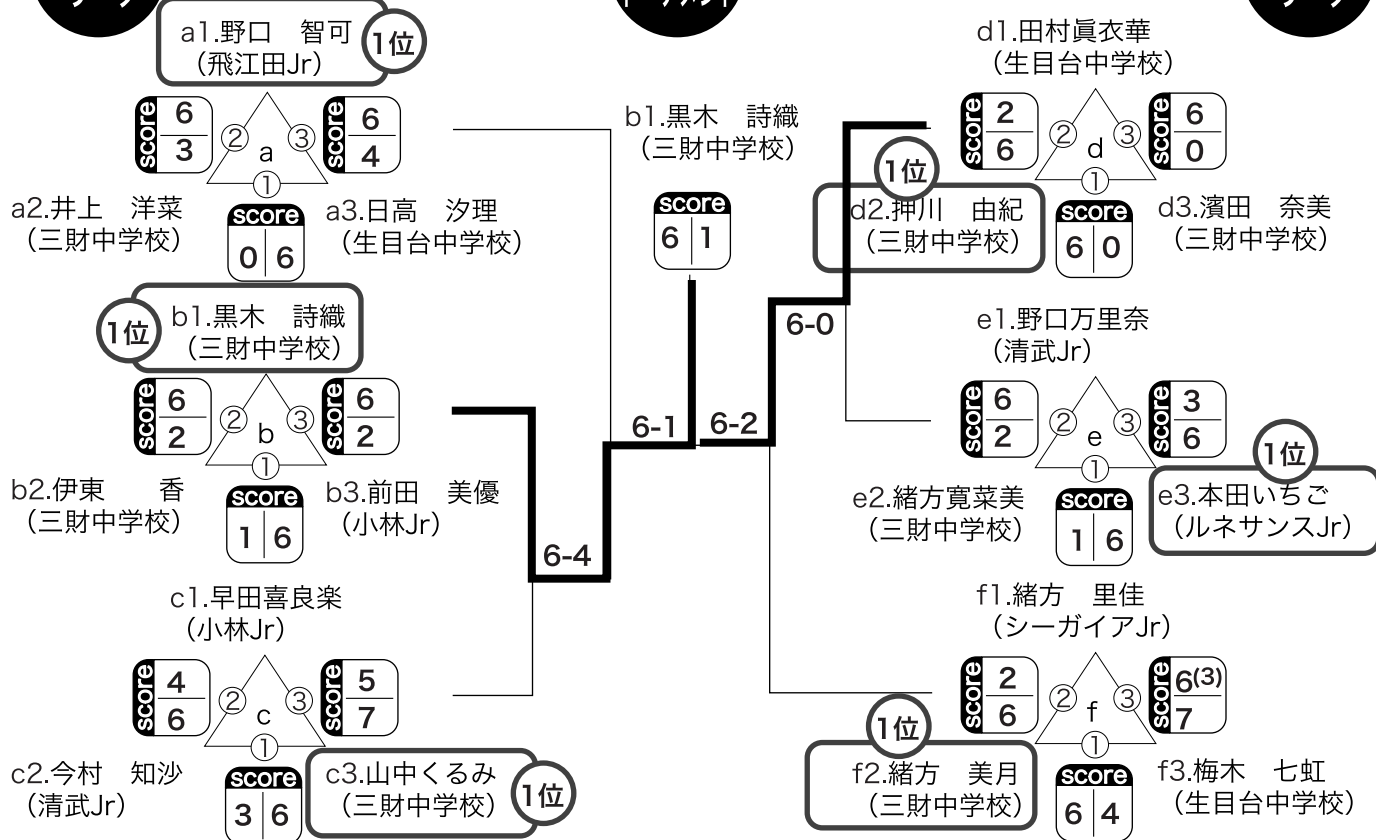 a1.野口　智可
（飛江田Jr）
1位
score
6
3
②
a
③
①
score
6
4
a2.井上　洋菜
（三財中学校）
score
0 6
a3.日高　汐理
（生目台中学校）
1位
b1.黒木　詩織
（三財中学校）
score
6
2
②
b
③
①
score
6
2
b2.伊東　　香
（三財中学校）
score
1 6
b3.前田　美優
（小林Jr）
c1.早田喜良楽
（小林Jr）
score
4
6
②
c
③
①
score
5
7
c2.今村　知沙
（清武Jr）
score
3 6
c3.山中くるみ
（三財中学校）
1位
b1.黒木　詩織
（三財中学校）
score
6 1
6-4
6-1
6-2
6-0
d1.田村眞衣華
（生目台中学校）
score
2
6
②
d
③
①
score
6
0
1位
d2.押川　由紀
（三財中学校）
score
6 0
d3.濱田　奈美
（三財中学校）
e1.野口万里奈
（清武Jr）
score
6
2
②
e
③
①
score
3
6
e2.緒方寛菜美
（三財中学校）
score
1 6
1位
e3.本田いちご
（ルネサンスJr）
f1.緒方　里佳
（シーガイアJr）
score
2
6
②
f
③
①
score
6(3)
7
1位
f2.緒方　美月
（三財中学校）
score
6 4
f3.梅木　七虹
（生目台中学校）